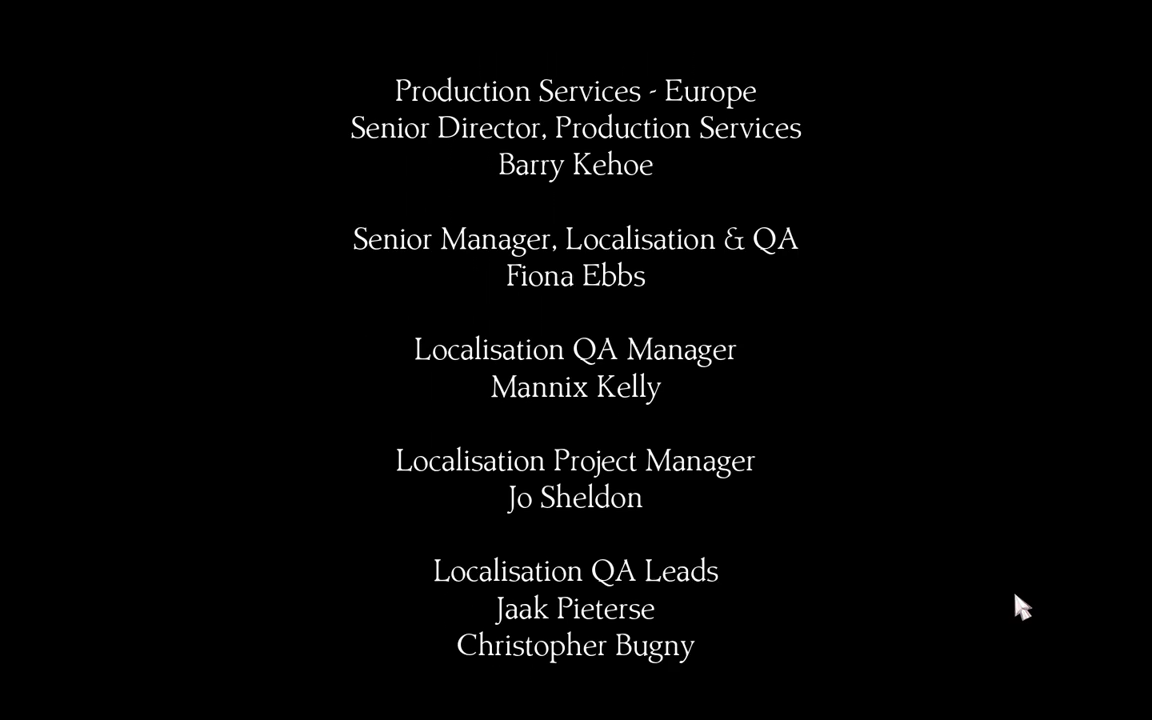 Production Services - Europe
Senior Director, Production Services
Barry Kehoe
Senior Manager, Localisation & QA
Fiona Ebbs
Localisation QA Manager
Mannix Kelly
Localisation Project Manager
Jo Sheldon
Localisation QA Leads
Jaak Pieterse
Christopher Bugny